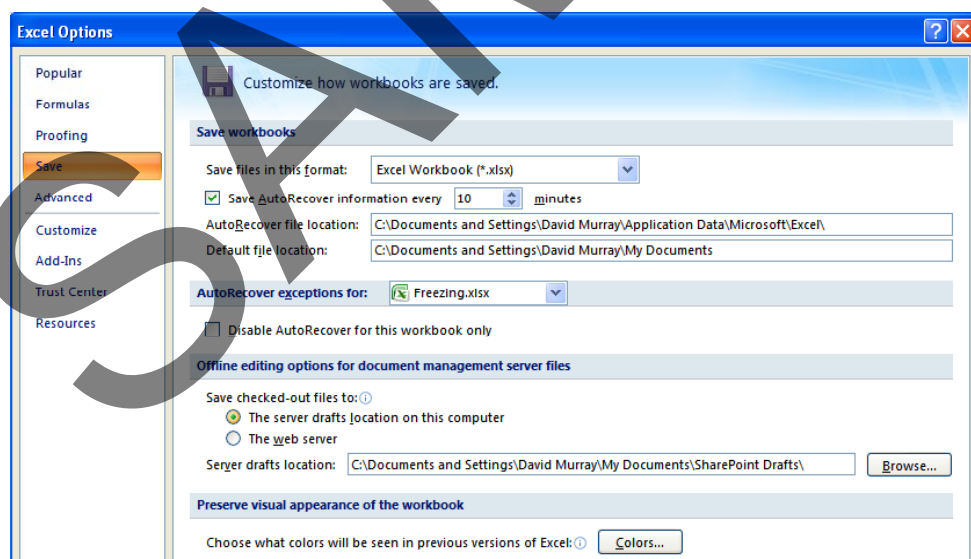 Excel Options
Popular
Formulas
Proofing
Save
Advanced
Customize
Add-Ins
Trust Center
Resources
Customize how workbooks are saved.
Save workbooks
Save files in this format: Excel Workbook (*.xlsx)
Save AutoRecover information every 10 minutes
AutoRecover file location: C:\Documents and Settings\David Murray\Application Data\Microsoft\Excel\
Default file location: C:\Documents and Settings\David Murray\My Documents
AutoRecover exceptions for: Freezing.xlsx
Disable AutoRecover for this workbook only
Offline editing options for document management server files
Save checked-out files to:
The server drafts location on this computer
The web server
Server drafts location: C:\Documents and Settings\David Murray\My Documents\SharePoint Drafts\ Browse...
Preserve visual appearance of the workbook
Choose what colors will be seen in previous versions of Excel: Colors...